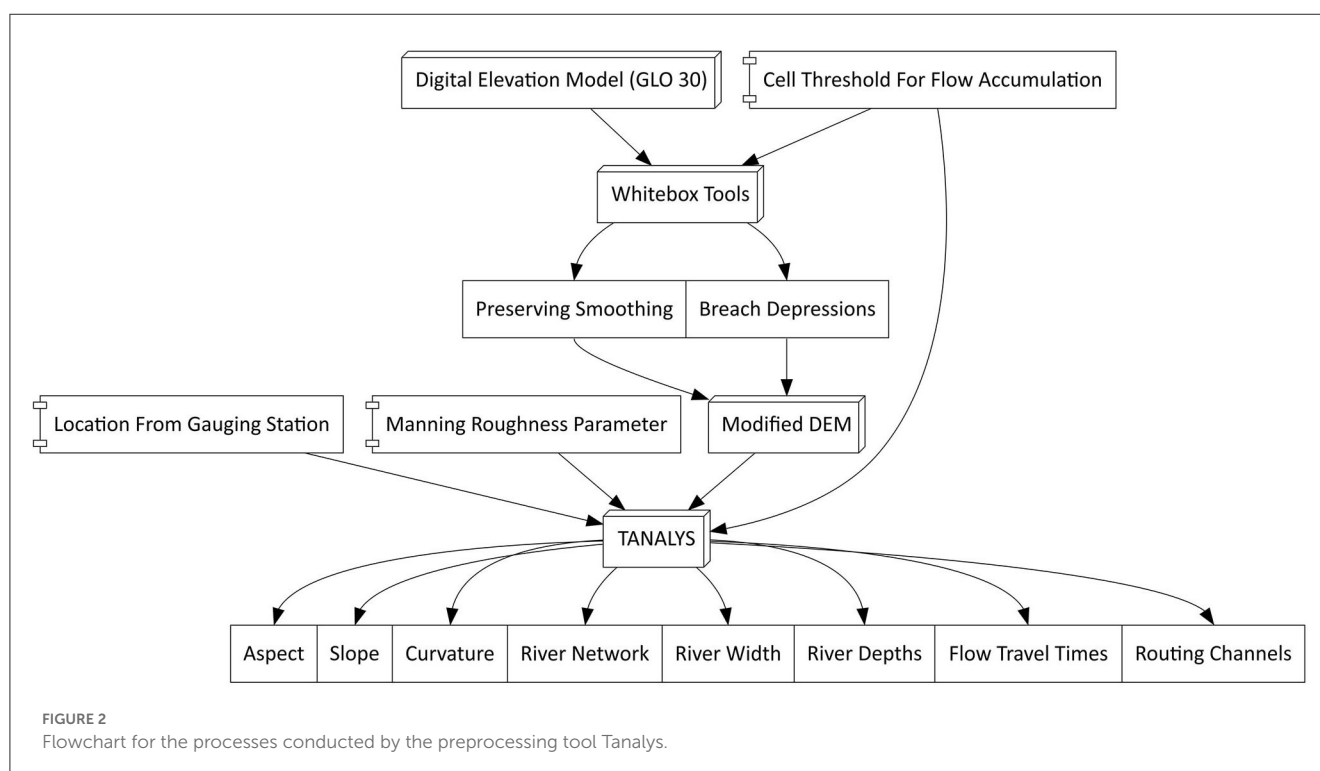 Digital Elevation Model (GLO 30)
Cell Threshold For Flow Accumulation
Whitebox Tools
Preserving Smoothing
Breach Depressions
Location From Gauging Station
Manning Roughness Parameter
Modified DEM
TANALYS
Aspect
Slope
Curvature
River Network
River Width
River Depths
Flow Travel Times
Routing Channels
FIGURE 2
Flowchart for the processes conducted by the preprocessing tool Tanalys.